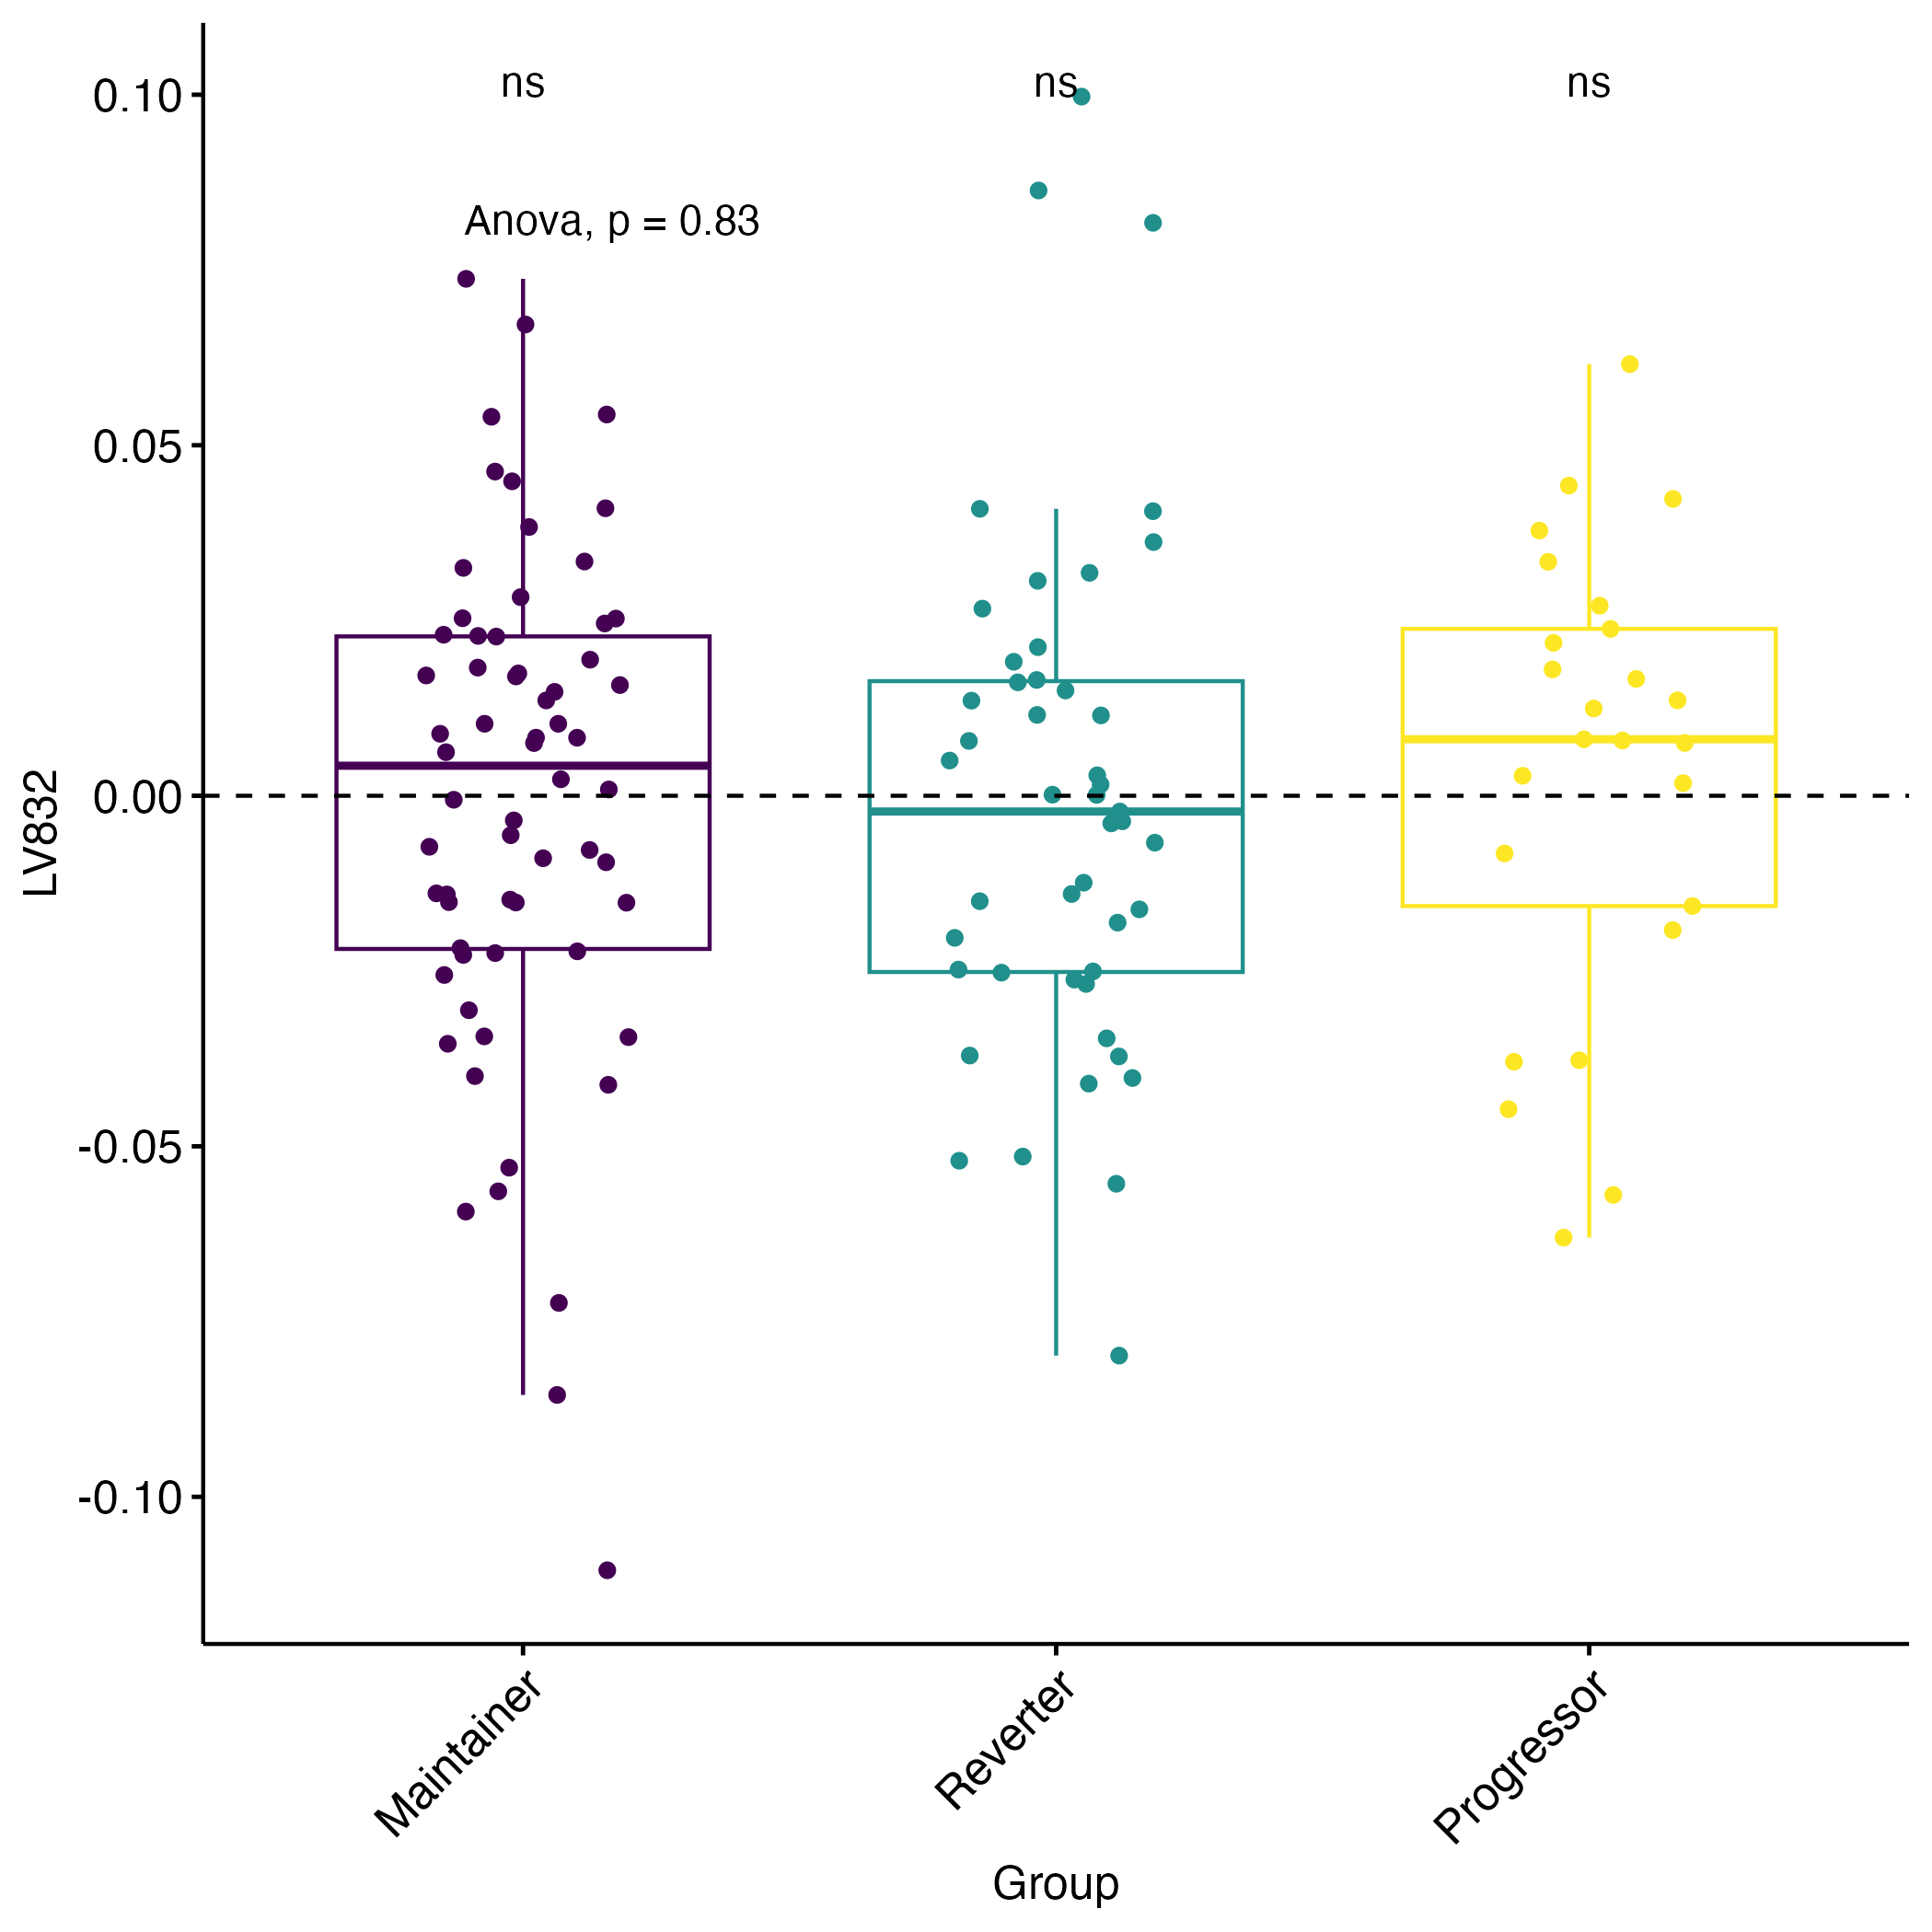 ns ns ns
Anova, p = 0.83
0.10
0.05
0.00
-0.05
-0.10
LV832
Maintainer
Reverter
Progressor
Group